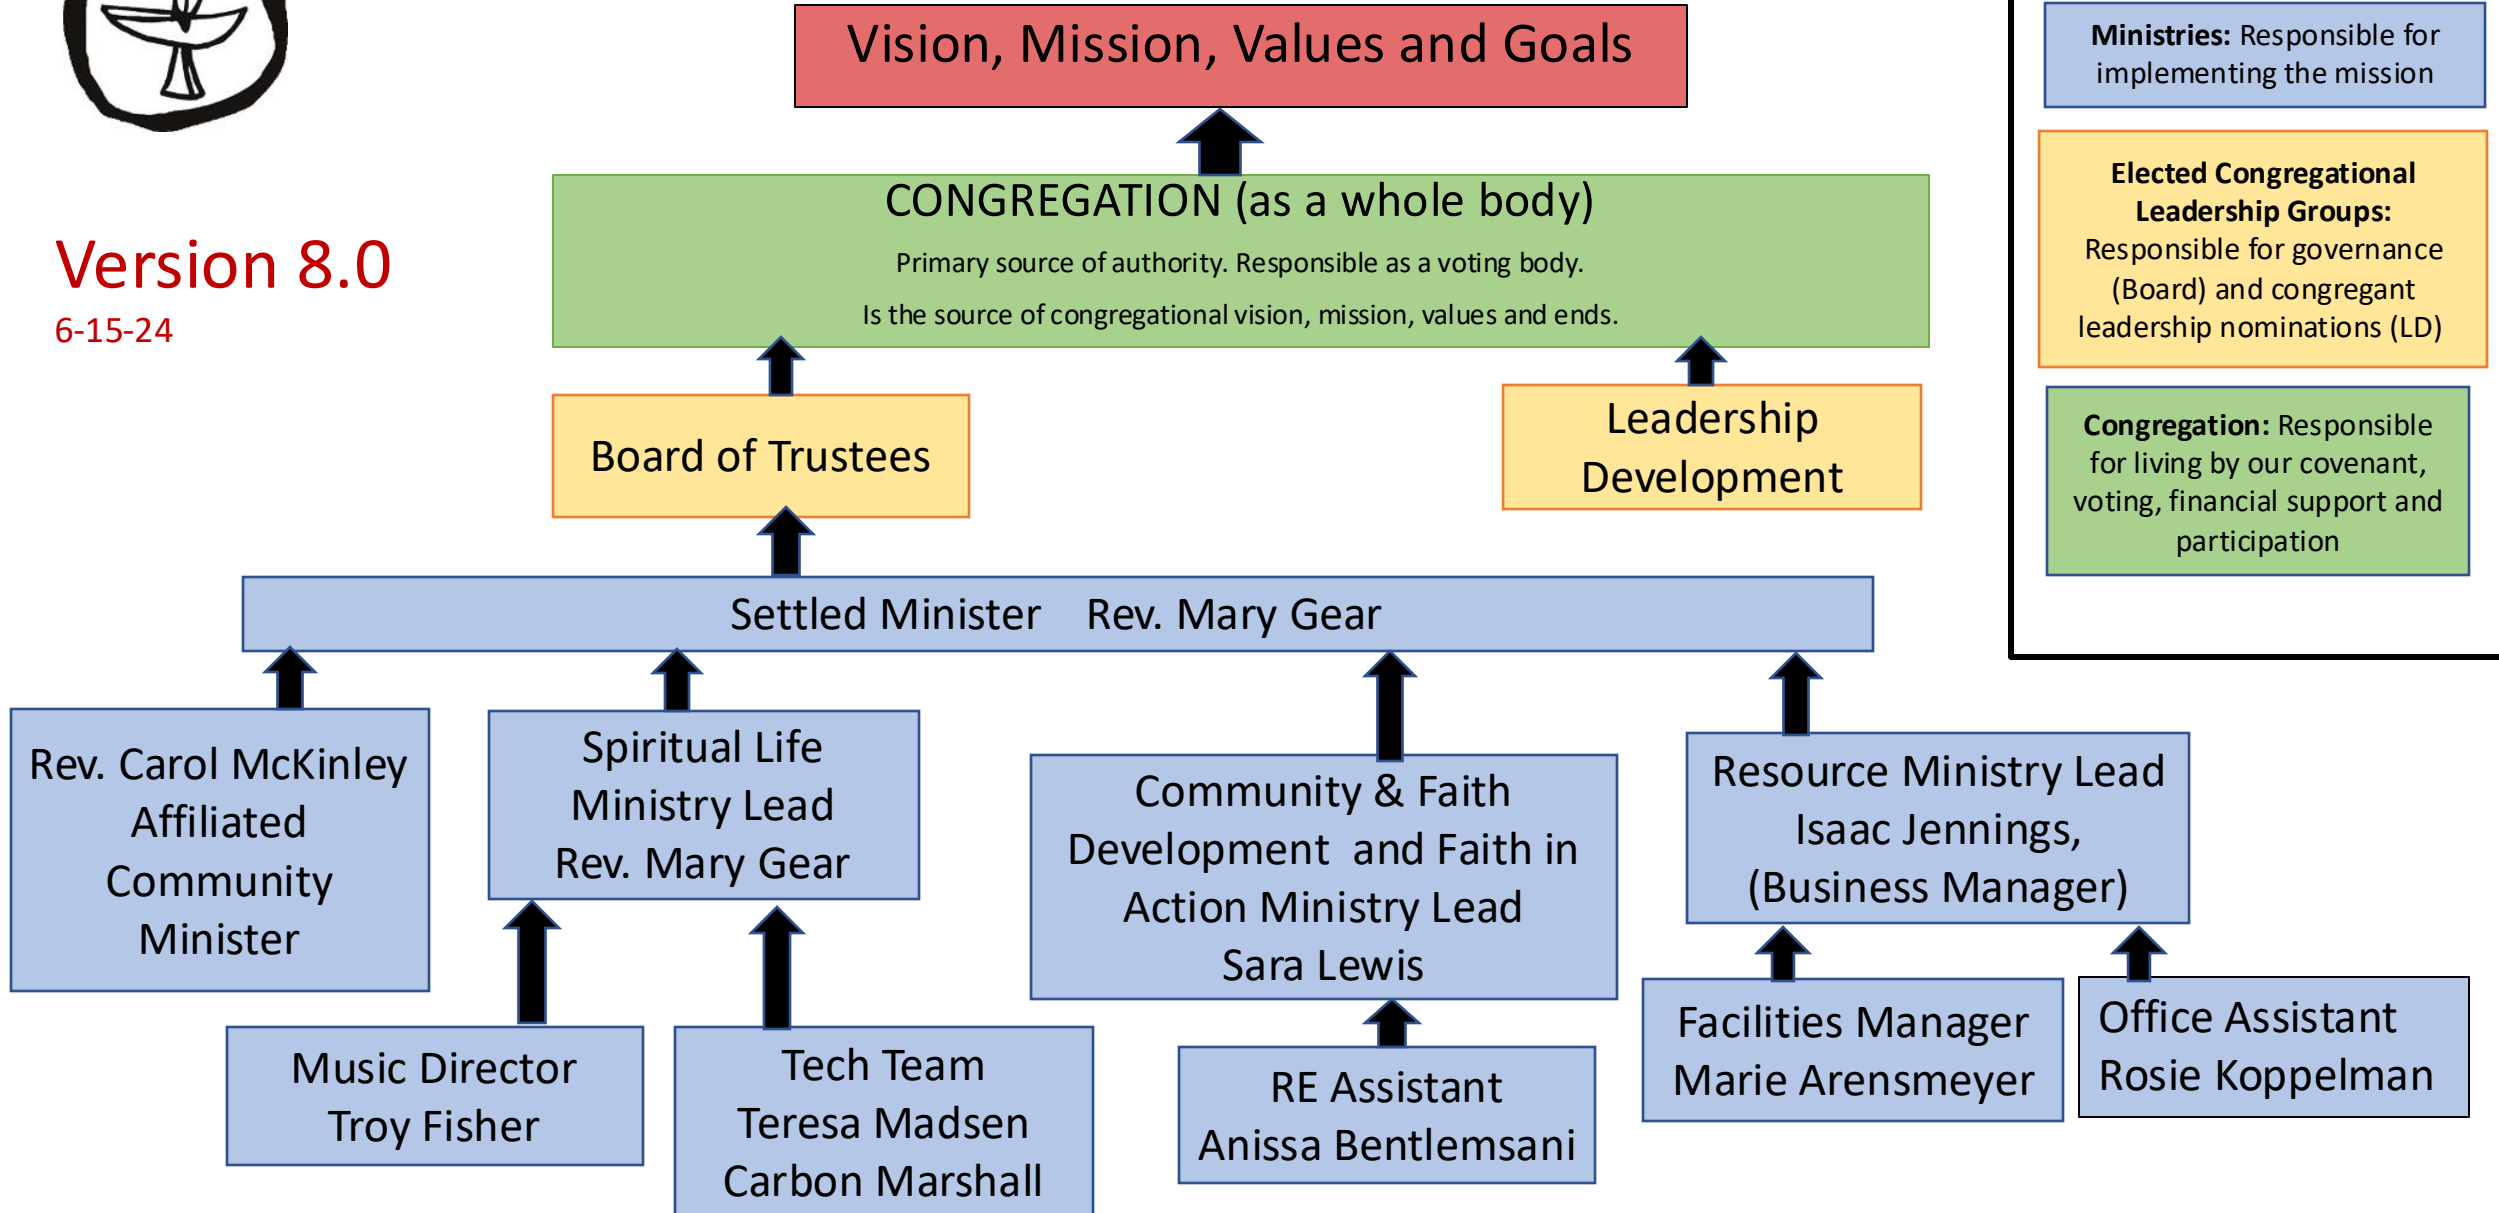 Vision, Mission, Values and Goals
CONGREGATION (as a whole body)
Primary source of authority. Responsible as a voting body.
Is the source of congregational vision, mission, values and ends.
Version 8.0
6-15-24
Board of Trustees
Leadership
Development
Settled Minister    Rev. Mary Gear
Rev. Carol McKinley
Affiliated
Community
Minister
Spiritual Life
Ministry Lead
Rev. Mary Gear
Community & Faith
Development  and Faith in
Action Ministry Lead
Sara Lewis
Resource Ministry Lead
Isaac Jennings,
(Business Manager)
Music Director
Troy Fisher
Tech Team
Teresa Madsen
Carbon Marshall
RE Assistant
Anissa Bentlemsani
Facilities Manager
Marie Arensmeyer
Office Assistant
Rosie Koppelman
Ministries: Responsible for
implementing the mission
Elected Congregational
Leadership Groups:
Responsible for governance
(Board) and congregant
leadership nominations (LD)
Congregation: Responsible
for living by our covenant,
voting, financial support and
participation